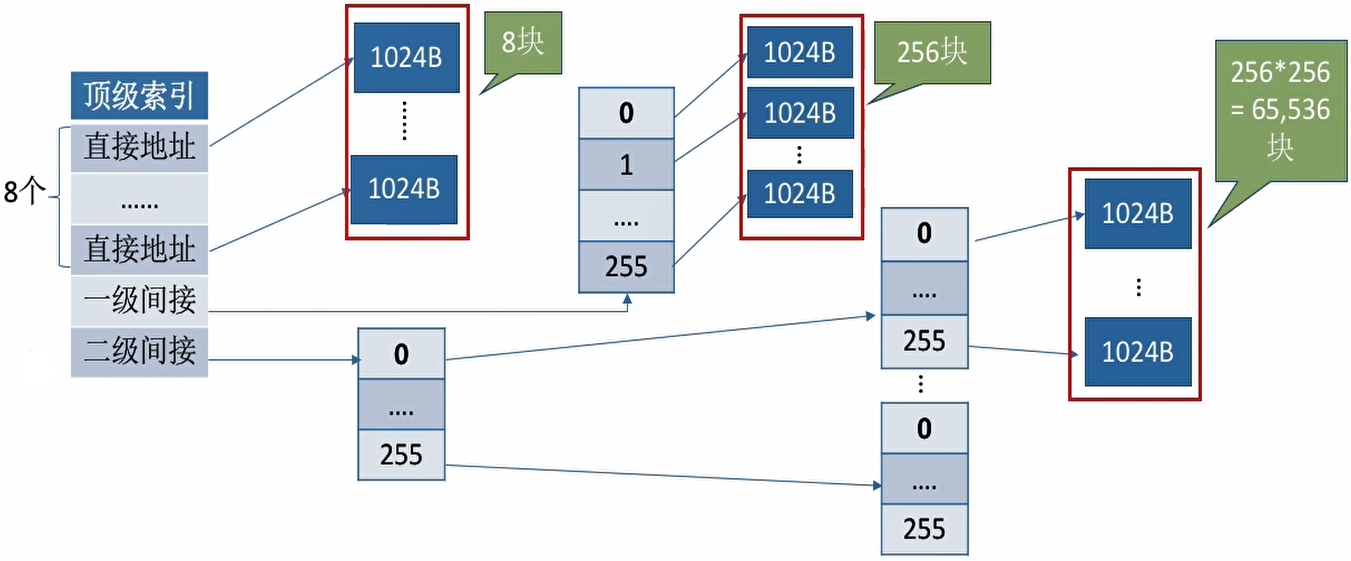 顶级索引
8个
直接地址
......
直接地址
一级间接
二级间接
1024B
1024B
8块
0
1
....
255
1024B
1024B
1024B
256块
0
....
255
0
....
255
0
....
255
1024B
1024B
256*256
= 65,536
块